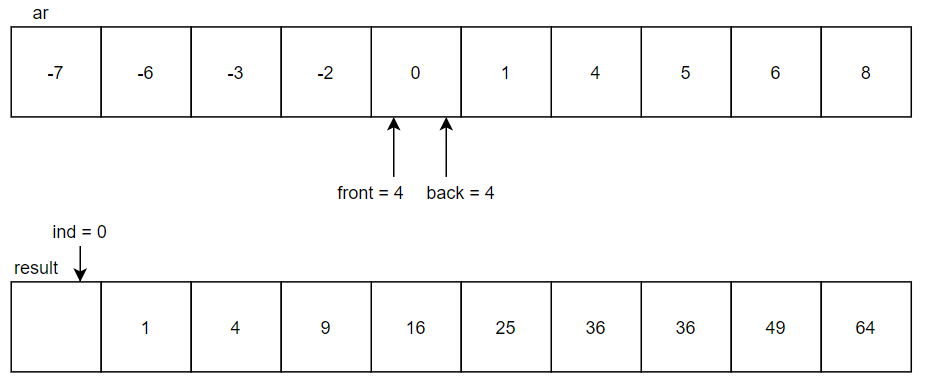 ar
-7 -6 -3 -2 0 1 4 5 6 8
front = 4 back = 4
ind = 0
result
1 4 9 16 25 36 36 49 64